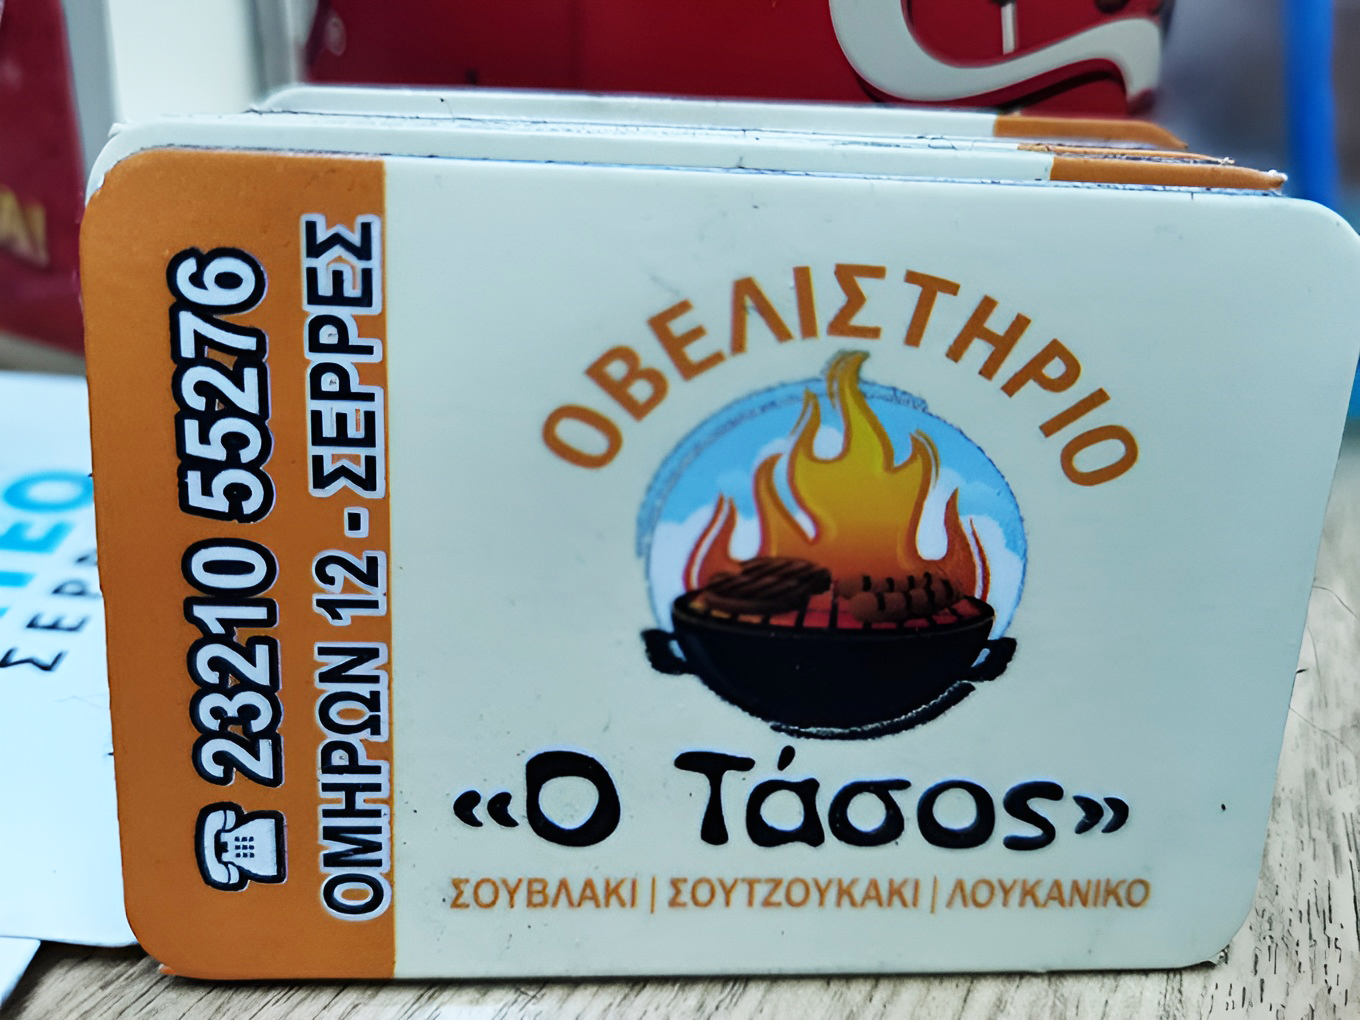 23210 55276
ΟΜΗΡΩΝ 12 - ΣΕΡΡΕΣ
ΟΒΕΛΙΣΤΗΡΙΟ
«Ο Τάσος»
ΣΟΥΒΛΑΚΙ | ΣΟΥΤΖΟΥΚΑΚΙ | ΛΟΥΚΑΝΙΚΟ